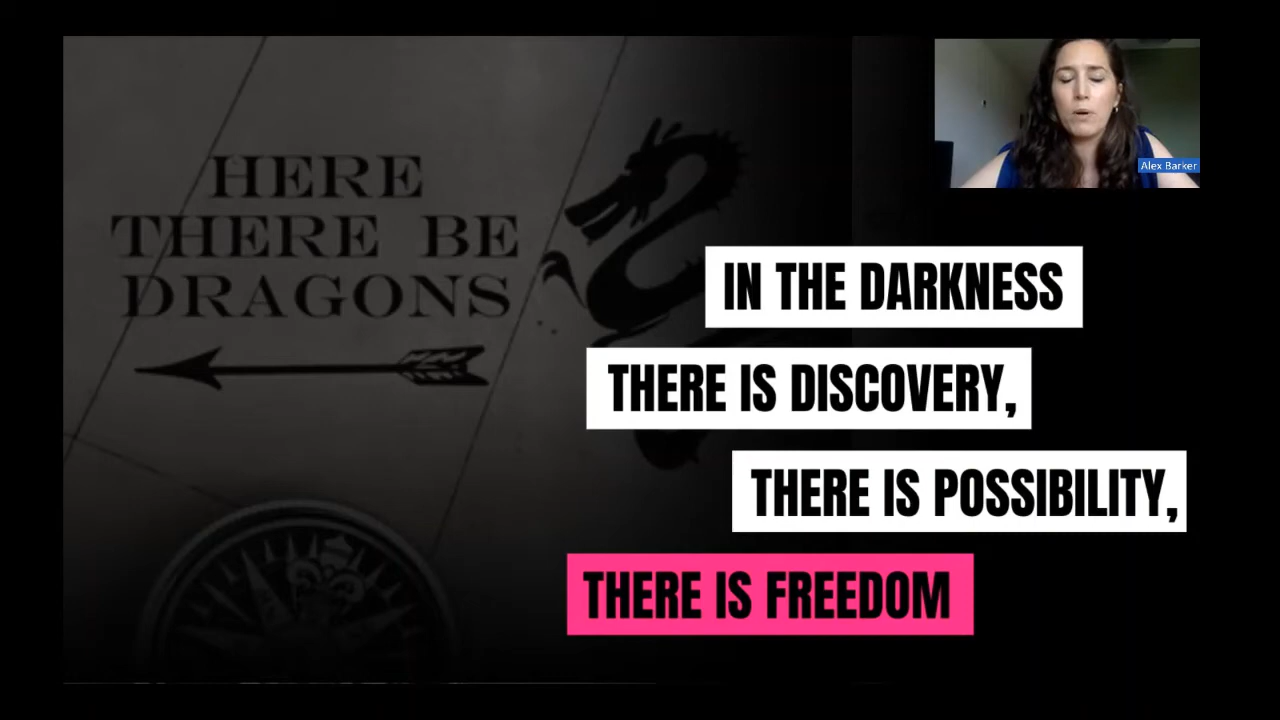 HERE
THERE BE
DRAGONS
Alex Barker
IN THE DARKNESS
THERE IS DISCOVERY,
THERE IS POSSIBILITY,
THERE IS FREEDOM